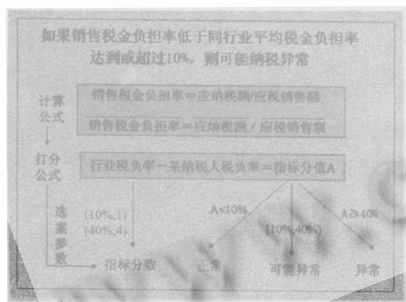 如果销售税金负担率低于同行业平均税金负担率
达到或超过10%，则可能纳税异常
计算
公式
销售税金负担率＝应纳税额/应税销售额
销售税金负担率＝应纳税额/应税销售额
打分
公式
行业税负率－某纳税人税负率＝指标分值A
选
案
参
数
(10%,1)
(40%,4)
A<10%
[10%,40%)
A≥40%
指标分数
正常
可能异常
异常